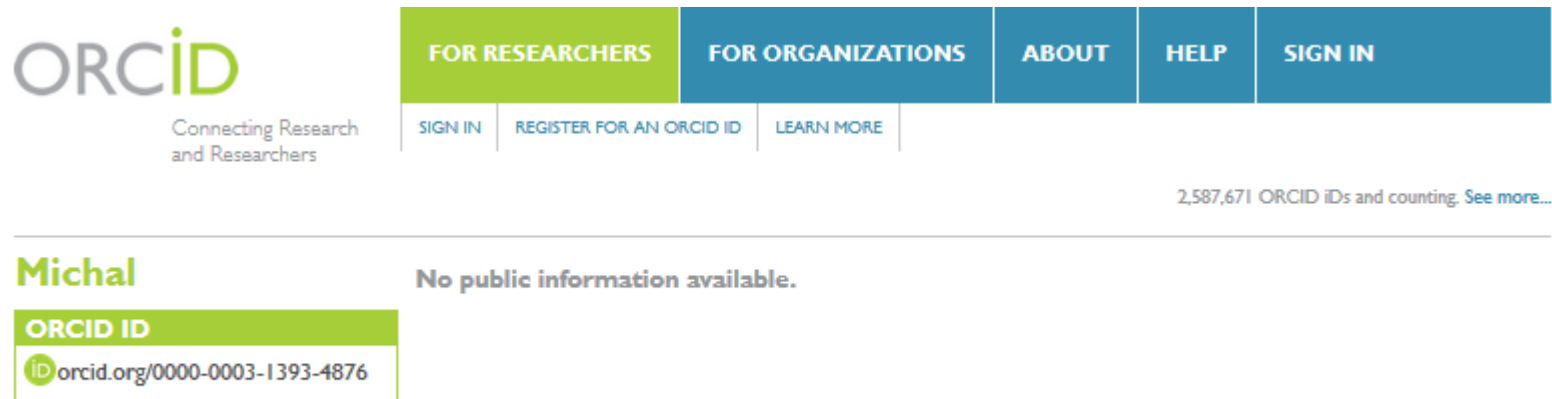 ORCiD
Connecting Research
and Researchers
FOR RESEARCHERS FOR ORGANIZATIONS ABOUT HELP SIGN IN
SIGN IN REGISTER FOR AN ORCID ID LEARN MORE
2,587,671 ORCID iDs and counting. See more...
Michal
No public information available.
ORCID ID
iD orcid.org/0000-0003-1393-4876